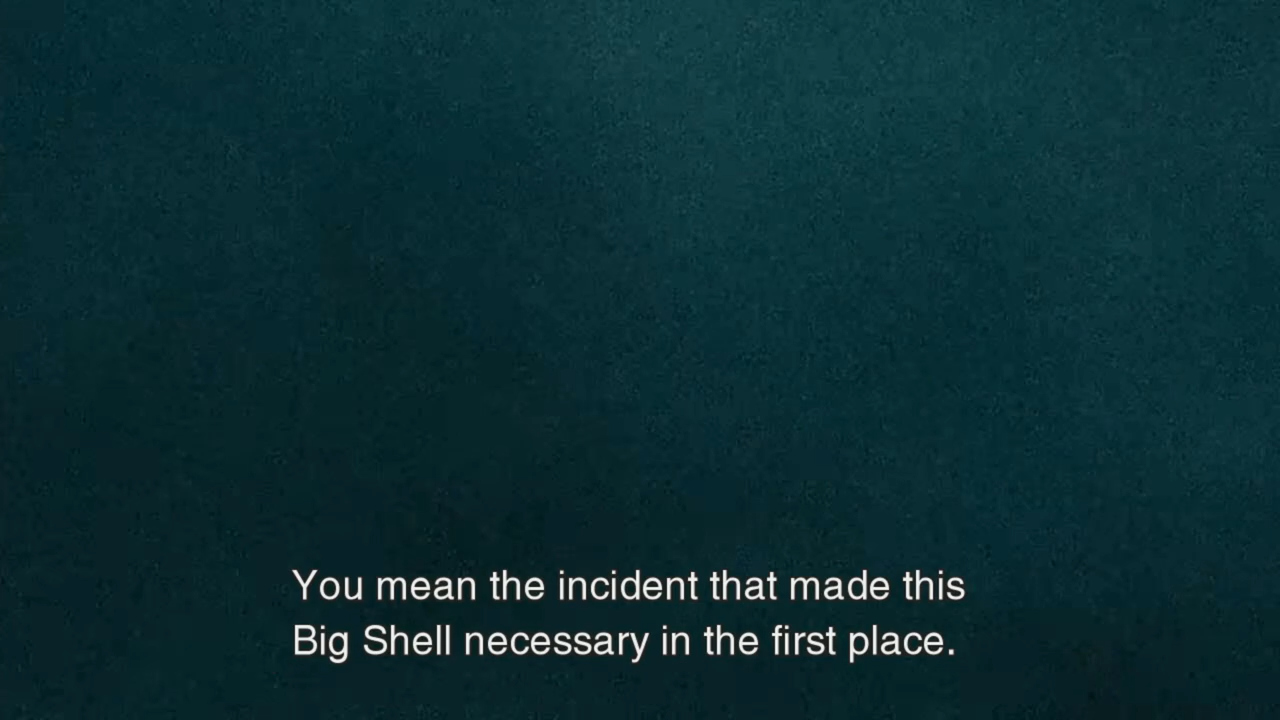 You mean the incident that made this
Big Shell necessary in the first place.